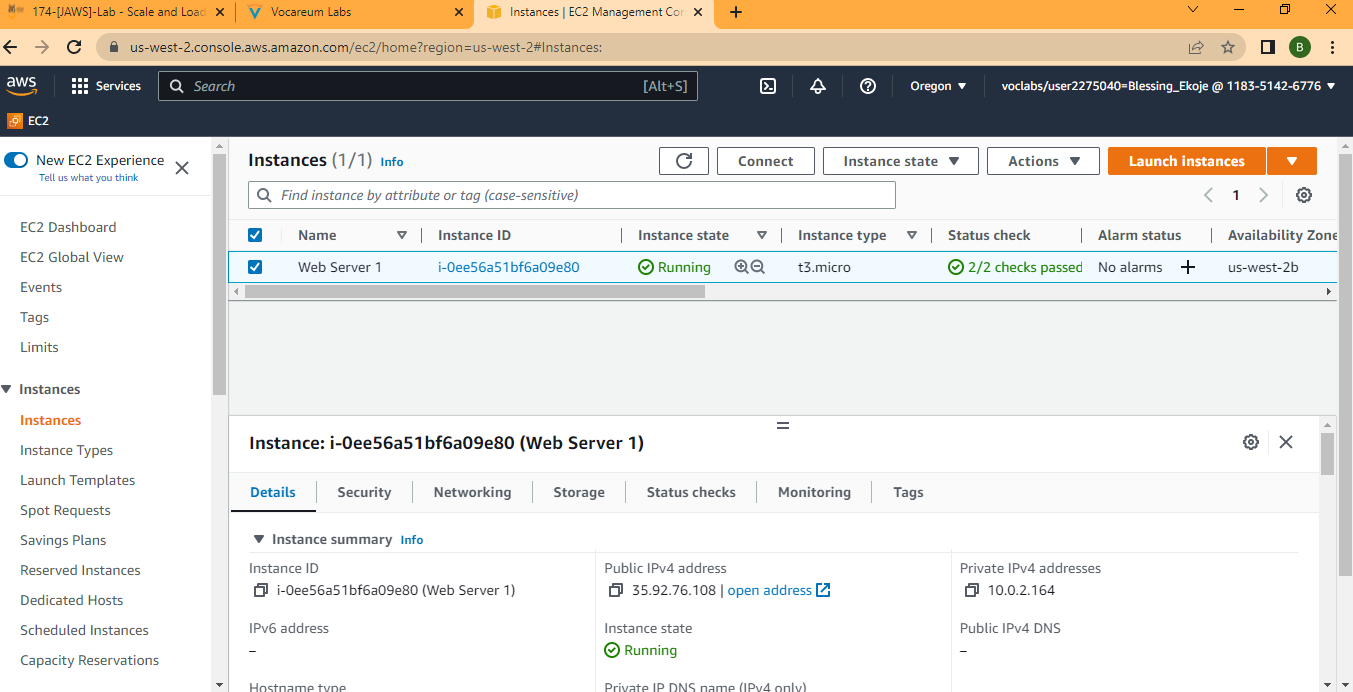 174-[JAWS]-Lab - Scale and Load
Vocareum Labs
Instances | EC2 Management Con
us-west-2.console.aws.amazon.com/ec2/home?region=us-west-2#Instances:
B
aws
Services
Search
[Alt+S]
Oregon
voclabs/user2275040=Blessing_Ekoje @ 1183-5142-6776
EC2
New EC2 Experience
Tell us what you think
EC2 Dashboard
EC2 Global View
Events
Tags
Limits
Instances
Instances
Instance Types
Launch Templates
Spot Requests
Savings Plans
Reserved Instances
Dedicated Hosts
Scheduled Instances
Capacity Reservations
Instances (1/1) Info
Connect
Instance state
Actions
Launch instances
Find instance by attribute or tag (case-sensitive)
1
Name
Instance ID
Instance state
Instance type
Status check
Alarm status
Availability Zone
Web Server 1
i-0ee56a51bf6a09e80
Running
t3.micro
2/2 checks passed
No alarms
us-west-2b
Instance: i-0ee56a51bf6a09e80 (Web Server 1)
Details
Security
Networking
Storage
Status checks
Monitoring
Tags
Instance summary Info
Instance ID
i-0ee56a51bf6a09e80 (Web Server 1)
Public IPv4 address
35.92.76.108 | open address
Private IPv4 addresses
10.0.2.164
IPv6 address
–
Instance state
Running
Public IPv4 DNS
–
Hostname type
Private IP DNS name (IPv4 only)